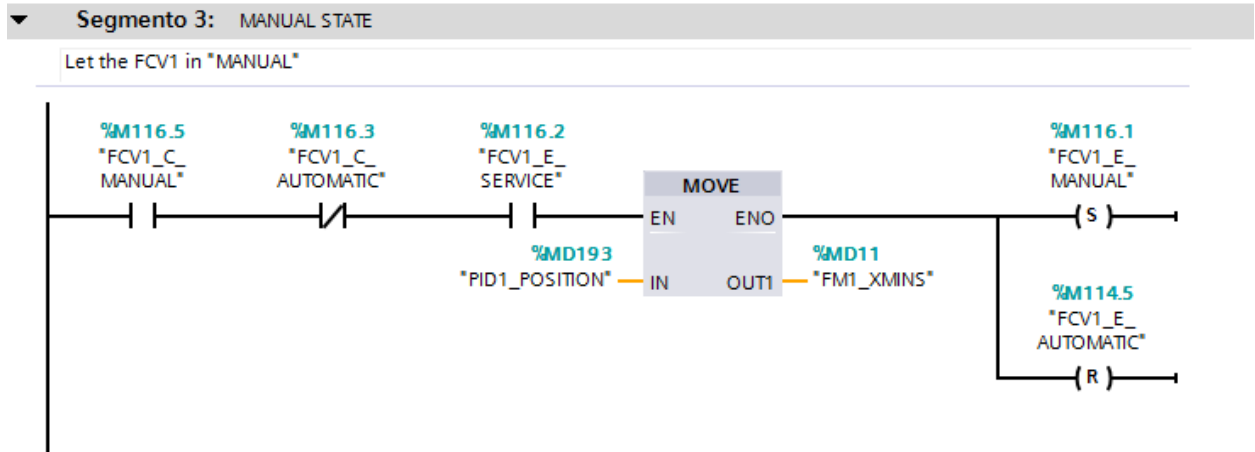 Segmento 3: MANUAL STATE
Let the FCV1 in "MANUAL"
%M116.5 %M116.3 %M116.2 %M116.1
"FCV1_C_ "FCV1_C_ "FCV1_E_ "FCV1_E_
MANUAL" AUTOMATIC" SERVICE" MANUAL"
MOVE
EN ENO
S
%MD193 %MD11
"PID1_POSITION" IN OUT1 "FM1_XMINS"
%M114.5
"FCV1_E_
AUTOMATIC"
R